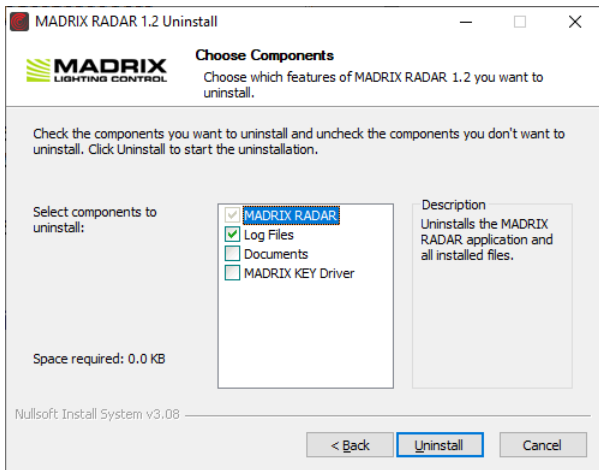 MADRIX RADAR 1.2 Uninstall
MADRIX
LIGHTING CONTROL
Choose Components
Choose which features of MADRIX RADAR 1.2 you want to
uninstall.
Check the components you want to uninstall and uncheck the components you don't want to
uninstall. Click Uninstall to start the uninstallation.
Select components to
uninstall:
MADRIX RADAR
Log Files
Documents
MADRIX KEY Driver
Description
Uninstalls the MADRIX
RADAR application and
all installed files.
Space required: 0.0 KB
Nullsoft Install System v3.08
< Back
Uninstall
Cancel